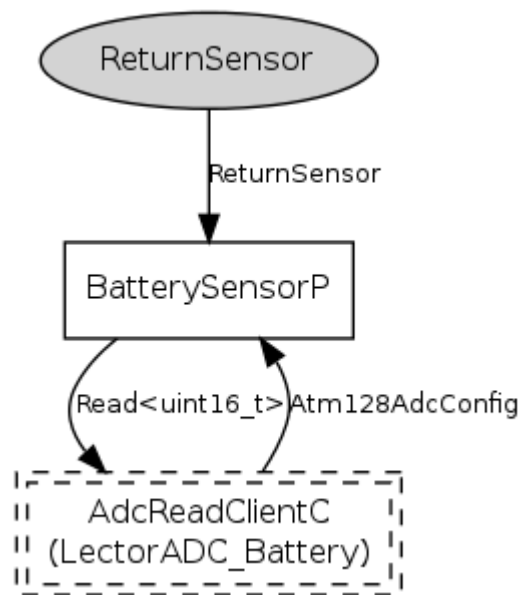 ReturnSensor
ReturnSensor
BatterySensorP
Read<uint16_t> Atm128AdcConfig
AdcReadClientC
(LectorADC_Battery)